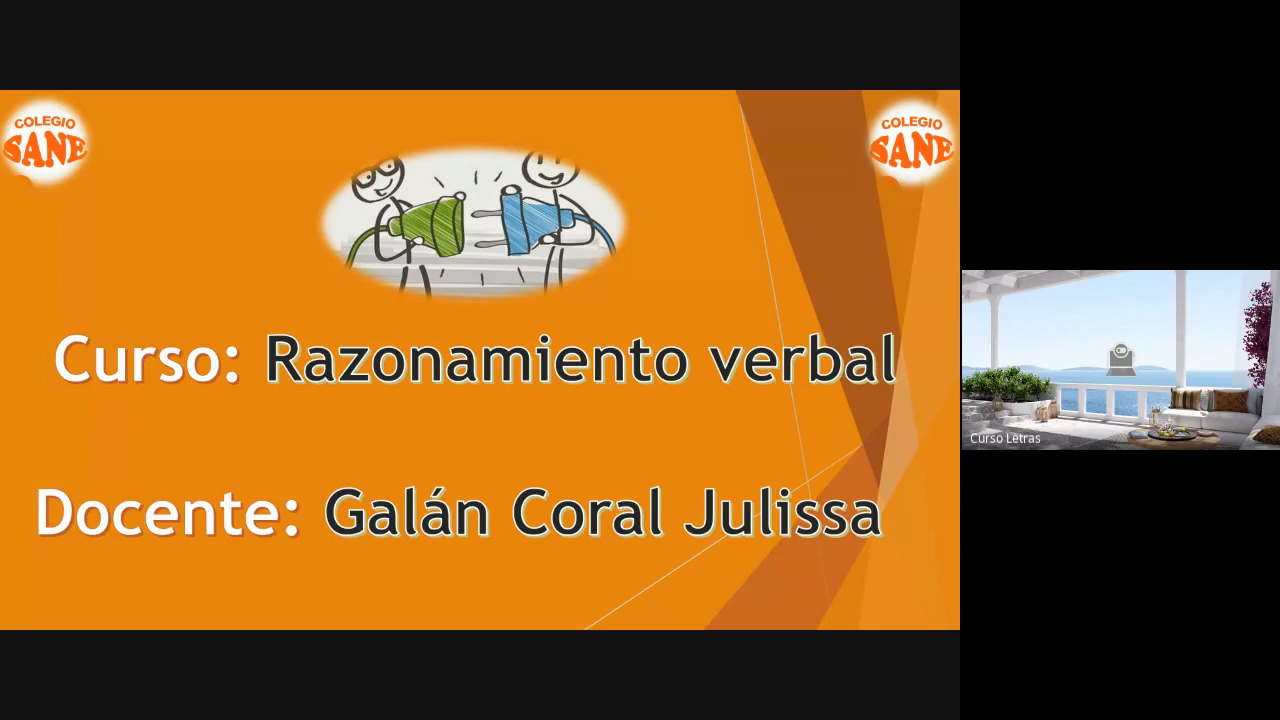 COLEGIO
SANE
COLEGIO
SANE
Curso: Razonamiento verbal
Docente: Galán Coral Julissa
Curso Letras